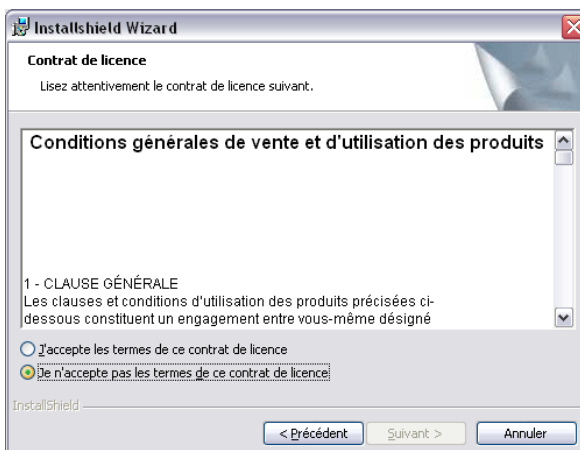 Installshield Wizard
Contrat de licence
Lisez attentivement le contrat de licence suivant.
Conditions générales de vente et d'utilisation des produits
1 - CLAUSE GÉNÉRALE
Les clauses et conditions d'utilisation des produits précisées ci-
dessous constituent un engagement entre vous-même désigné
J'accepte les termes de ce contrat de licence
Je n'accepte pas les termes de ce contrat de licence
InstallShield
< Précédent
Suivant >
Annuler